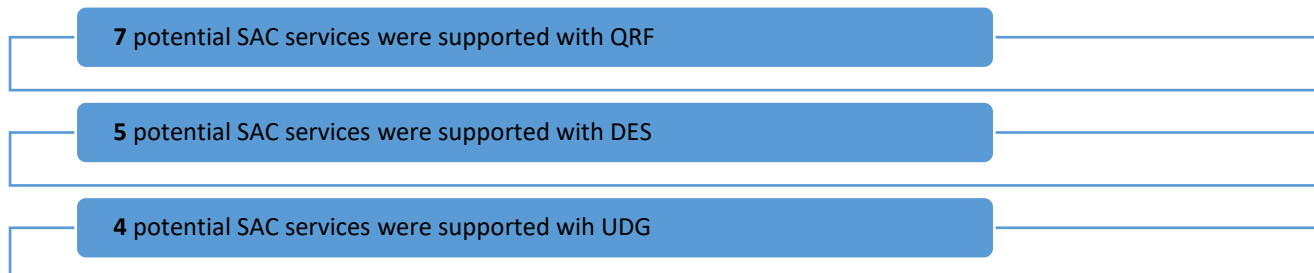 7 potential SAC services were supported with QRF
5 potential SAC services were supported with DES
4 potential SAC services were supported wih UDG